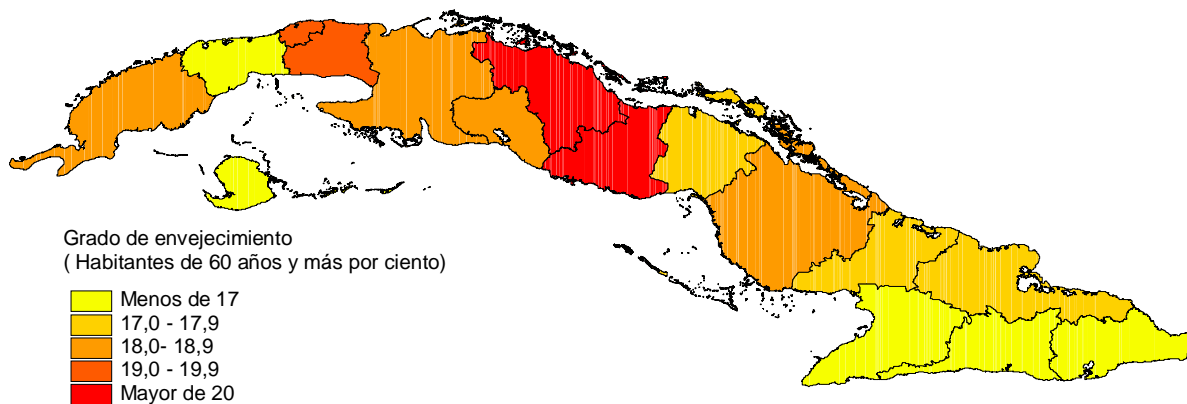 Grado de envejecimiento
( Habitantes de 60 años y más por ciento)
Menos de 17
17,0 - 17,9
18,0- 18,9
19,0 - 19,9
Mayor de 20